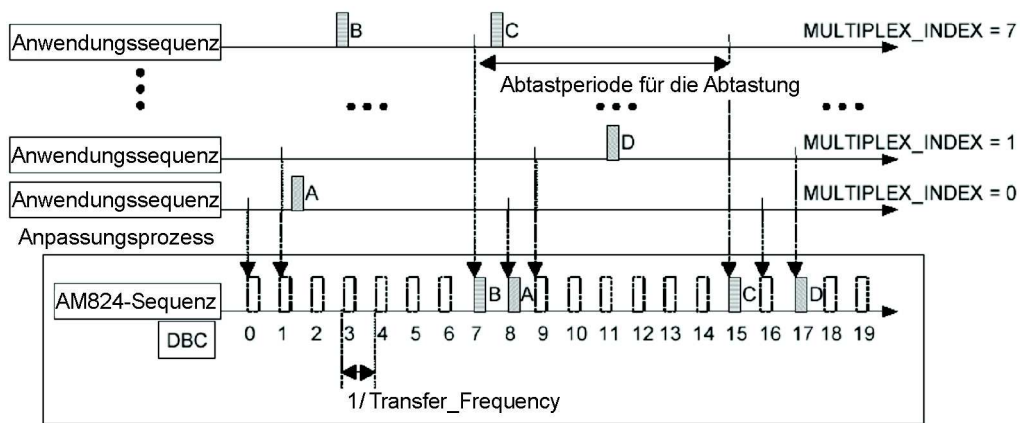 B C MULTIPLEX_INDEX = 7
Anwendungssequenz
Abtastperiode für die Abtastung
D MULTIPLEX_INDEX = 1
Anwendungssequenz
A MULTIPLEX_INDEX = 0
Anwendungssequenz
Anpassungsprozess
AM824-Sequenz B A C D
DBC 0 1 2 3 4 5 6 7 8 9 10 11 12 13 14 15 16 17 18 19
1/ Transfer_Frequency